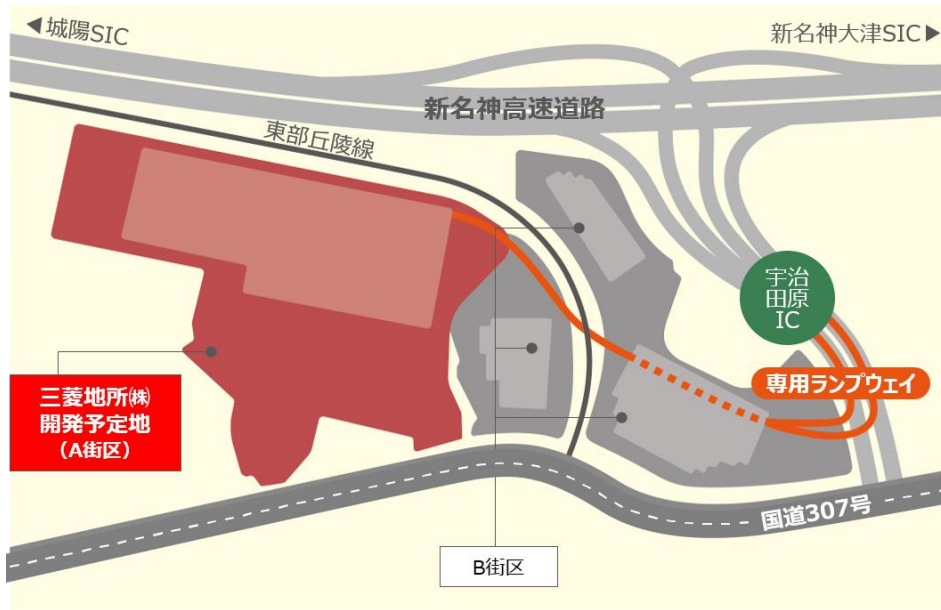 ◀城陽SIC
新名神大津SIC▶
新名神高速道路
東部丘陵線
宇治
田原
IC
専用ランプウェイ
三菱地所㈱
開発予定地
（A街区）
国道307号
B街区